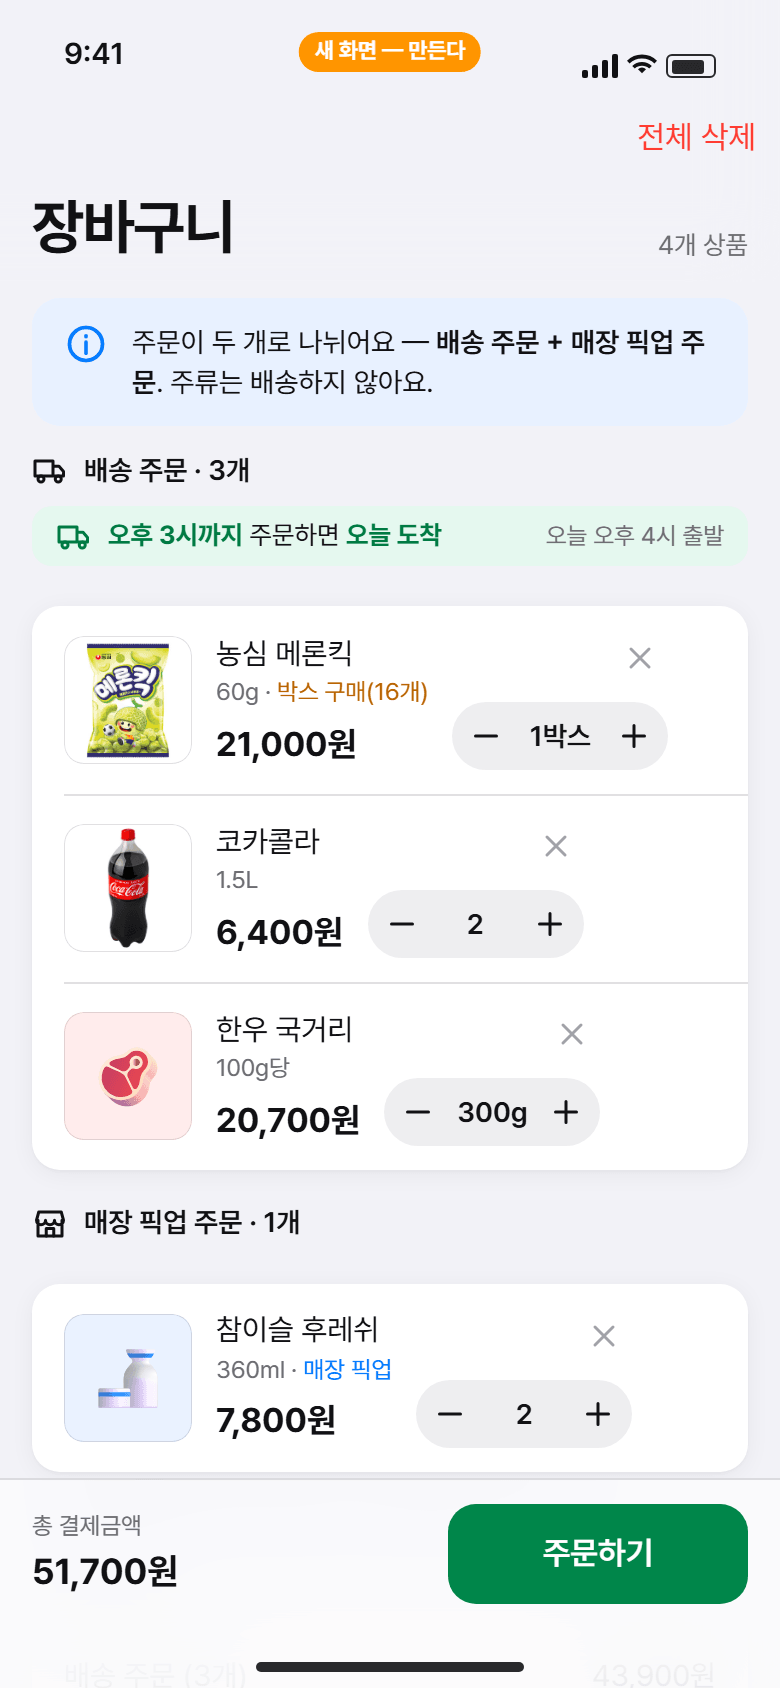 9:41
새 화면 — 만든다
전체 삭제
장바구니
4개 상품
주문이 두 개로 나뉘어요 — 배송 주문 + 매장 픽업 주
문. 주류는 배송하지 않아요.
배송 주문 · 3개
오후 3시까지 주문하면 오늘 도착
오늘 오후 4시 출발
농심 메론킥
60g · 박스 구매(16개)
21,000원
1박스
메론킥
코카콜라
1.5L
6,400원
2
Coca-Cola
한우 국거리
100g당
20,700원
300g
매장 픽업 주문 · 1개
참이슬 후레쉬
360ml · 매장 픽업
7,800원
2
총 결제금액
51,700원
주문하기
배송 주문 (3개)
43,900원